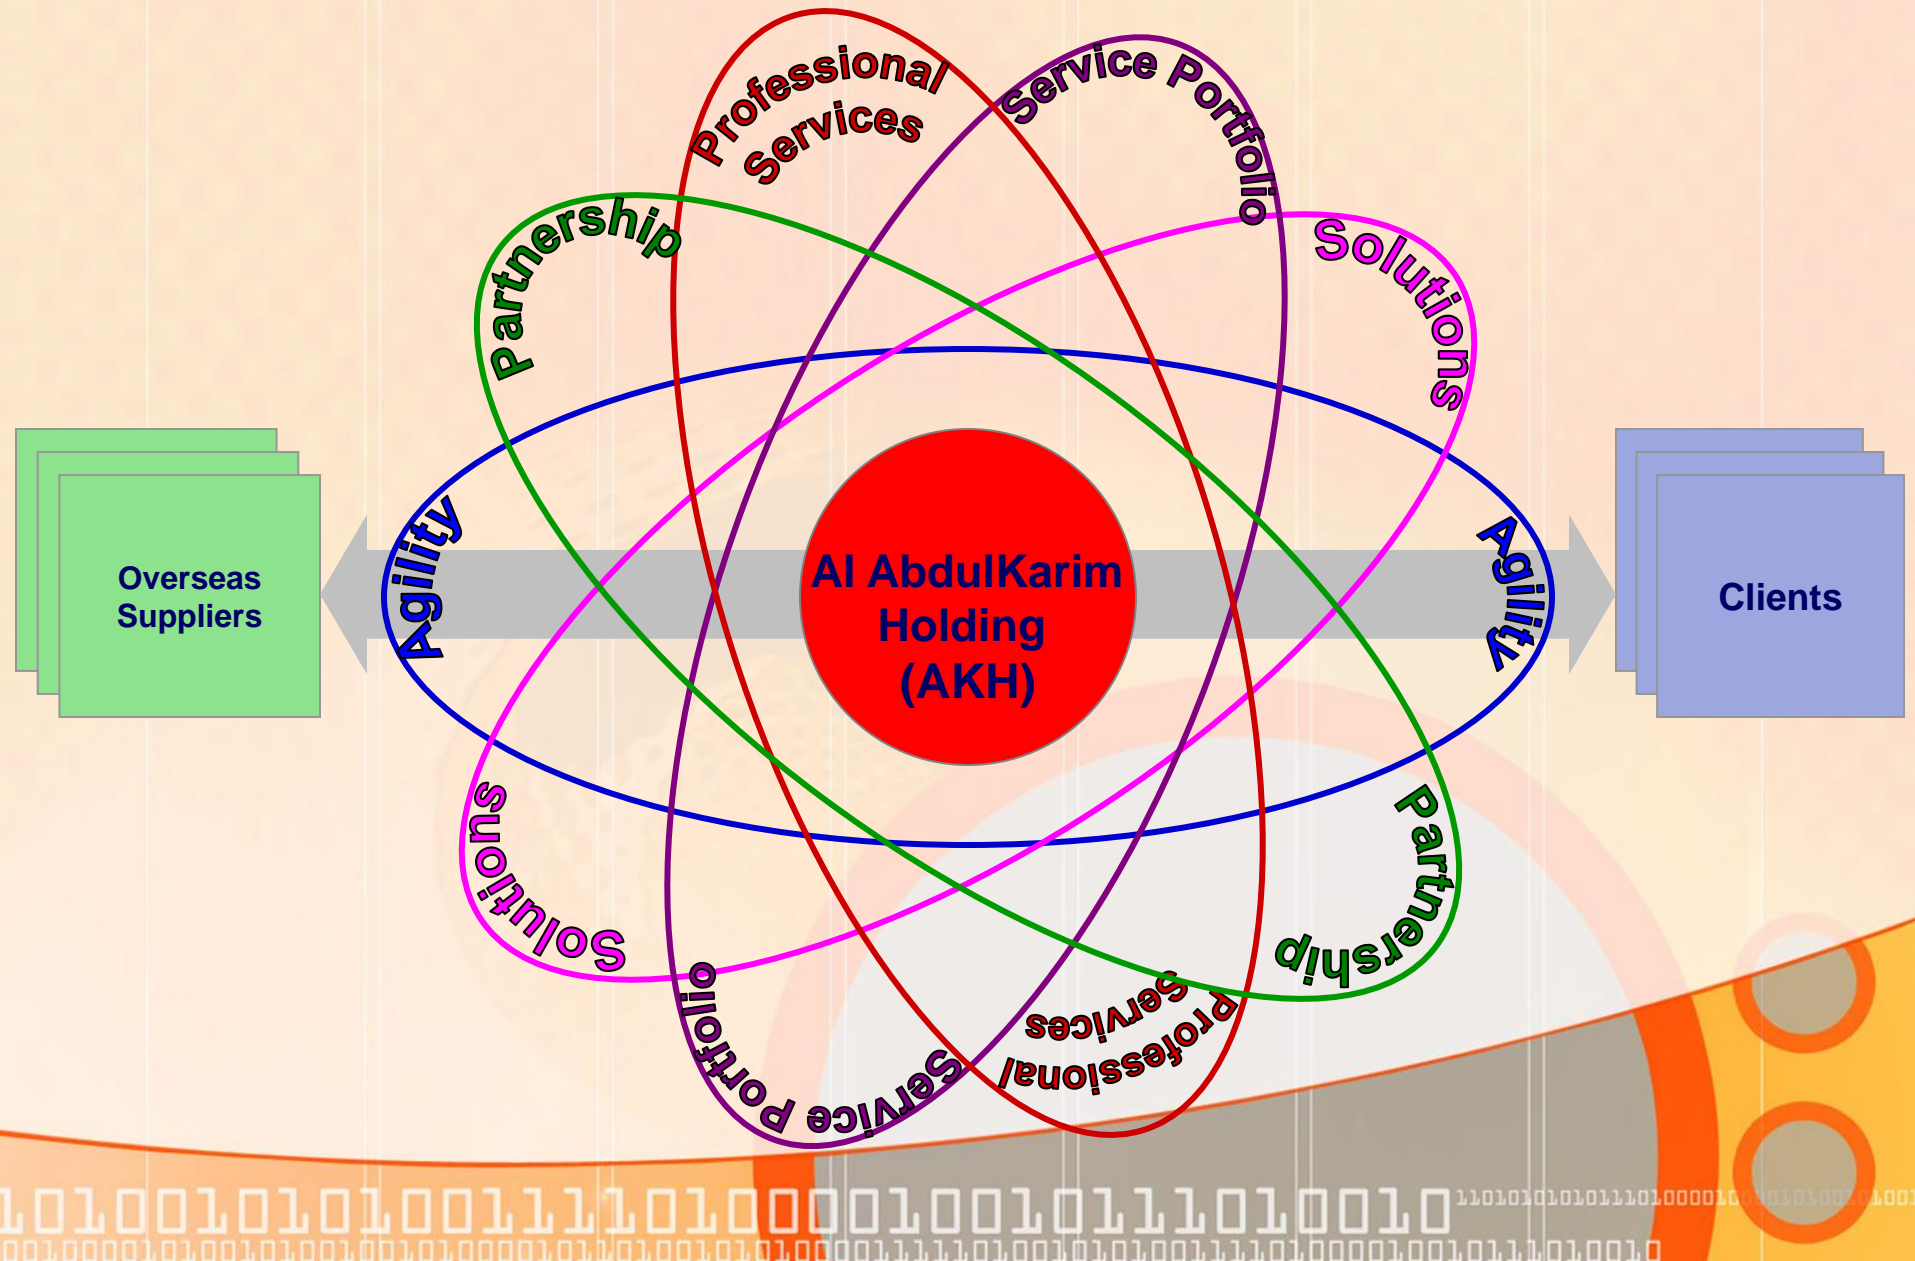 Professional
Services
Service Portfolio
Partnership
Solutions
Agility
Agility
Overseas
Suppliers
Al AbdulKarim
Holding
(AKH)
Clients
Solutions
Partnership
Service Portfolio
Professional
Services